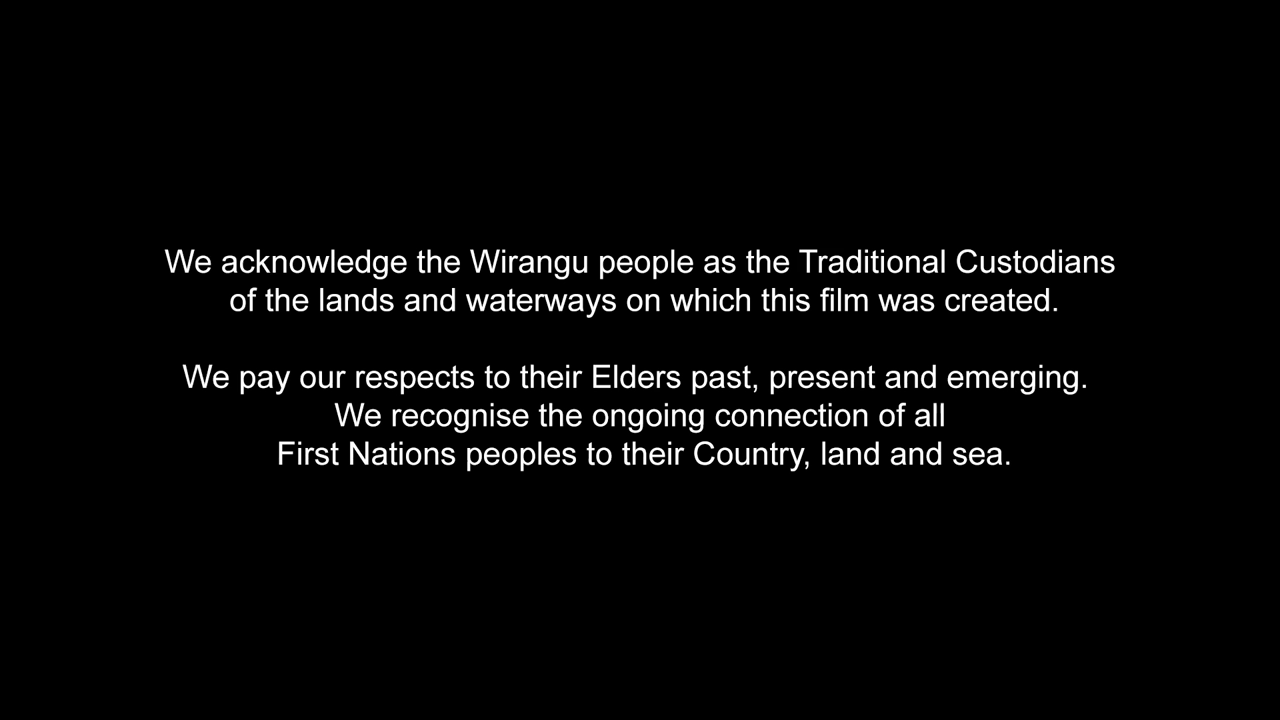 We acknowledge the Wirangu people as the Traditional Custodians
of the lands and waterways on which this film was created.
We pay our respects to their Elders past, present and emerging.
We recognise the ongoing connection of all
First Nations peoples to their Country, land and sea.